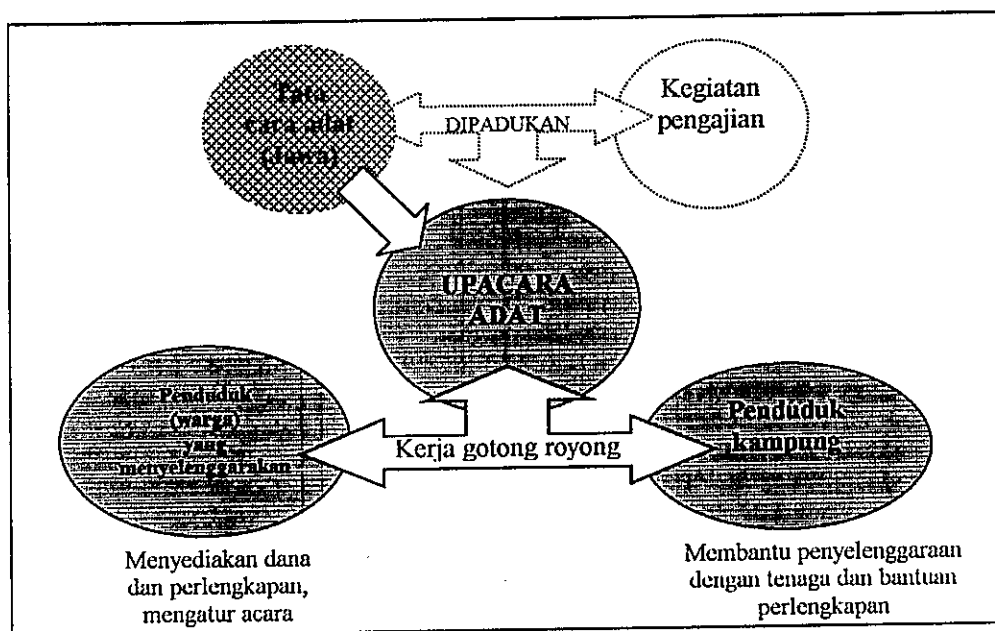 Tata
cara adat
(Jawa)
DIPADUKAN
Kegiatan
pengajian
UPACARA
ADAT
Penduduk
(warga)
yang
menyelenggarakan
Kerja gotong royong
Penduduk
kampung
Menyediakan dana
dan perlengkapan,
mengatur acara
Membantu penyelenggaraan
dengan tenaga dan bantuan
perlengkapan